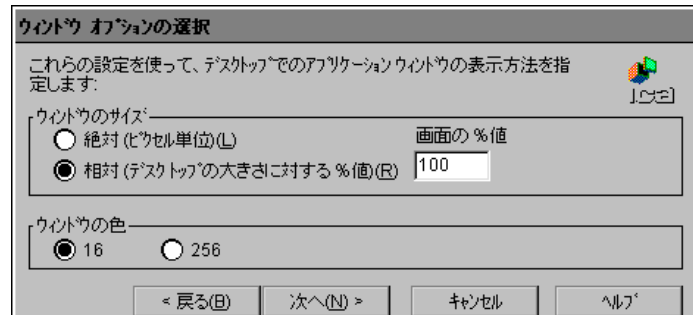 ウィンドウ オプションの選択
これらの設定を使って、デスクトップでのアプリケーション ウィンドウの表示方法を指
定します:
ウィンドウのサイズ
絶対 (ピクセル単位)(L)
画面の %値
相対 (デスクトップの大きさに対する %値)(R)
100
ウィンドウの色
16
256
< 戻る(B)
次へ(N) >
キャンセル
ヘルプ